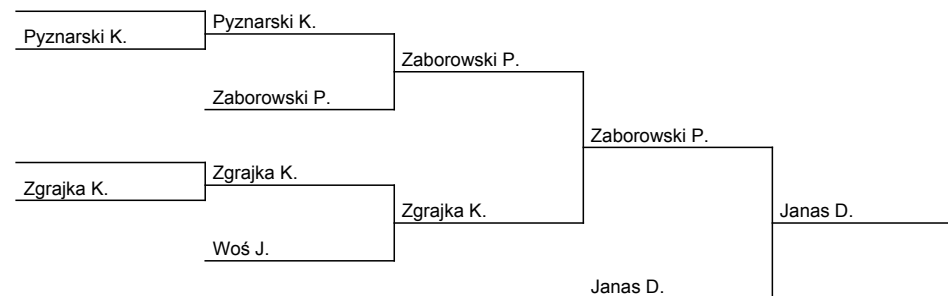 Pyznarski K.
Pyznarski K.
Zaborowski P.
Zaborowski P.
Zaborowski P.
Zgrajka K.
Zgrajka K.
Zgrajka K.
Janas D.
Woś J.
Janas D.